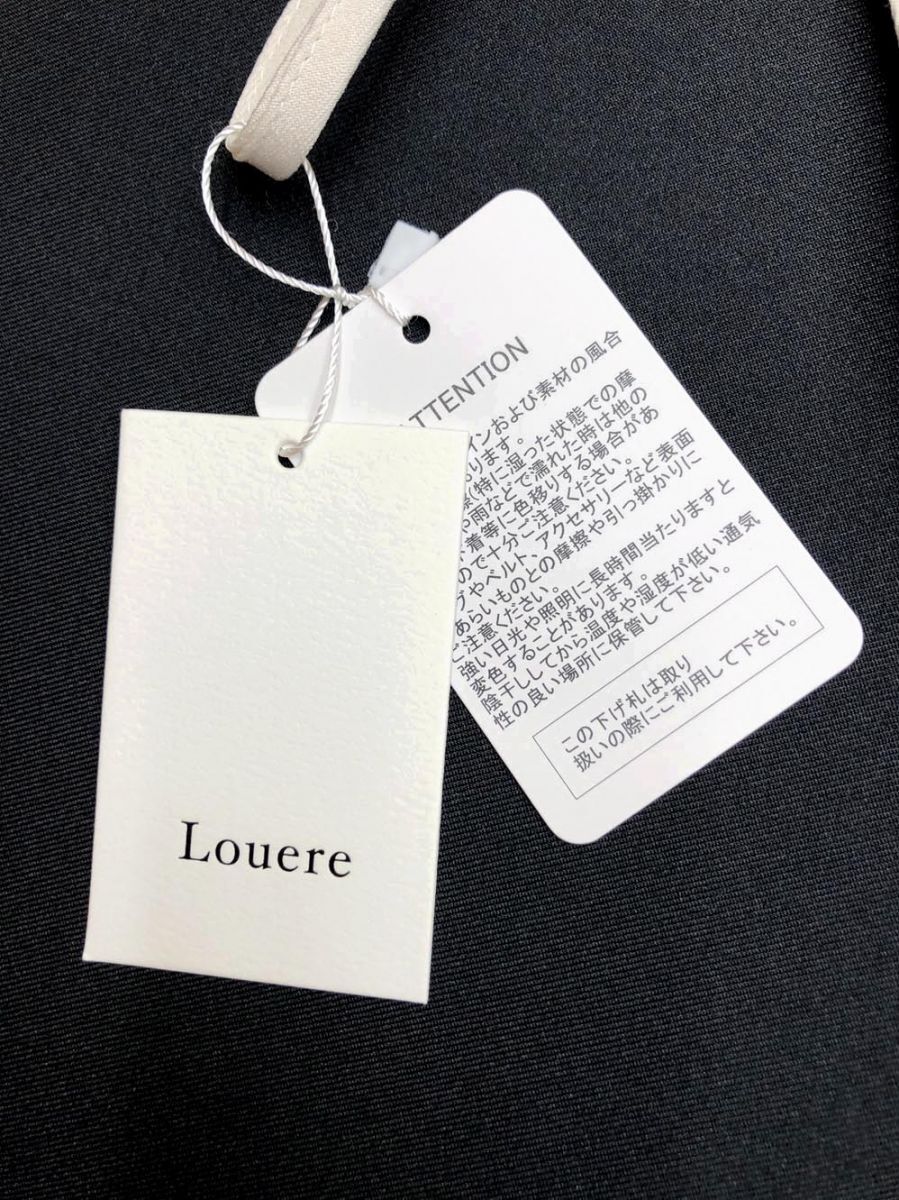 ATTENTION
ンおよび素材の風合
ります。
(特に湿った状態での摩
や雨などで濡れた時は他の
着等に色移りする場合があ
ので十分ご注意ください。
グやベルト、アクセサリーなど表面
あらいものとの摩擦や引っ掛かりに
ご注意ください。
強い日光や照明に長時間当たりますと
変色することがあります。
陰干ししてから温度や湿度が低い通気
性の良い場所に保管して下さい。
この下げ札は取り
扱いの際にご利用して下さい。
Louere